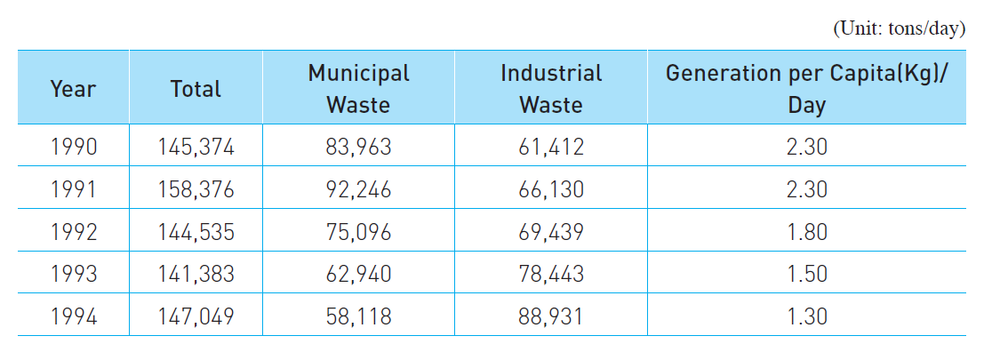 (Unit: tons/day)
Year Total Municipal Waste Industrial Waste Generation per Capita(Kg)/ Day
1990 145,374 83,963 61,412 2.30
1991 158,376 92,246 66,130 2.30
1992 144,535 75,096 69,439 1.80
1993 141,383 62,940 78,443 1.50
1994 147,049 58,118 88,931 1.30